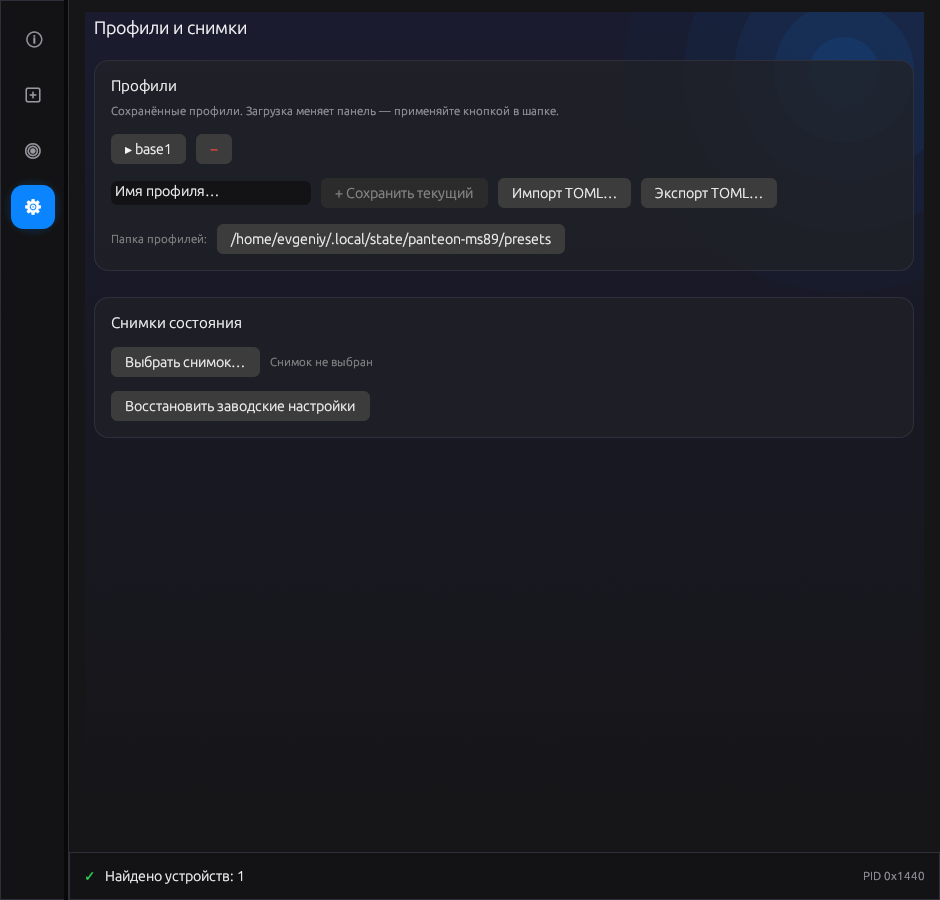 Профили и снимки
Профили
Сохранённые профили. Загрузка меняет панель — применяйте кнопкой в шапке.
▸ base1 −
Имя профиля… + Сохранить текущий Импорт TOML… Экспорт TOML…
Папка профилей: /home/evgeniy/.local/state/panteon-ms89/presets
Снимки состояния
Выбрать снимок… Снимок не выбран
Восстановить заводские настройки
✓ Найдено устройств: 1 PID 0x1440